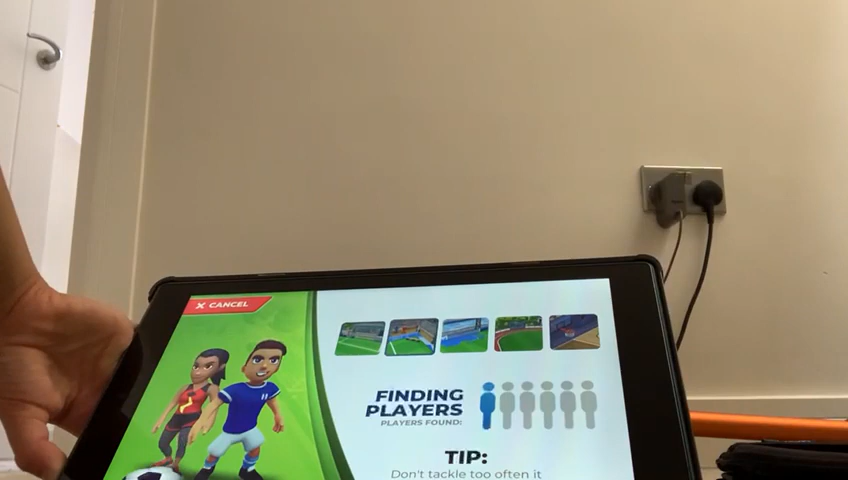 X CANCEL
FINDING
PLAYERS
PLAYERS FOUND:
TIP:
Don't tackle too often it